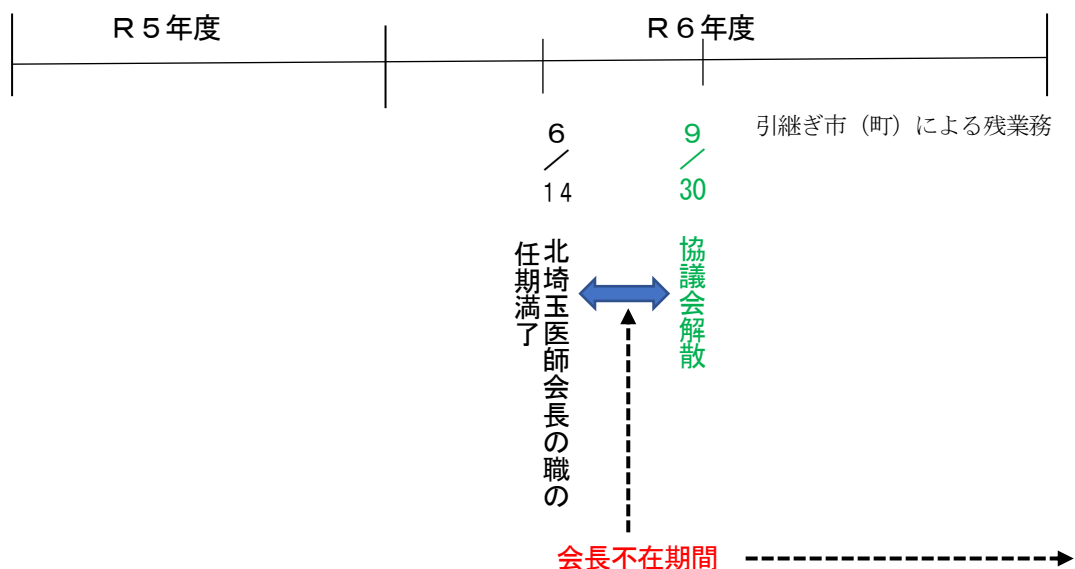 Ｒ５年度
Ｒ６年度
６／１４
９／30
引継ぎ市（町）による残業務
北埼玉医師会長の職の
任期満了
協議会解散
会長不在期間